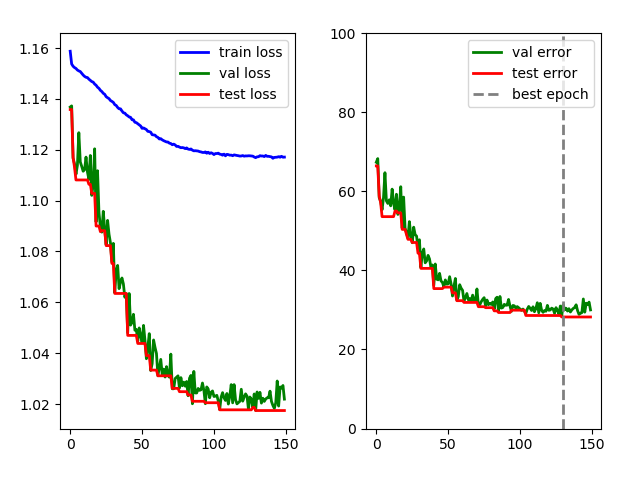 1.16
1.14
1.12
1.10
1.08
1.06
1.04
1.02
0 50 100 150
train loss
val loss
test loss
100
80
60
40
20
0
0 50 100 150
val error
test error
best epoch